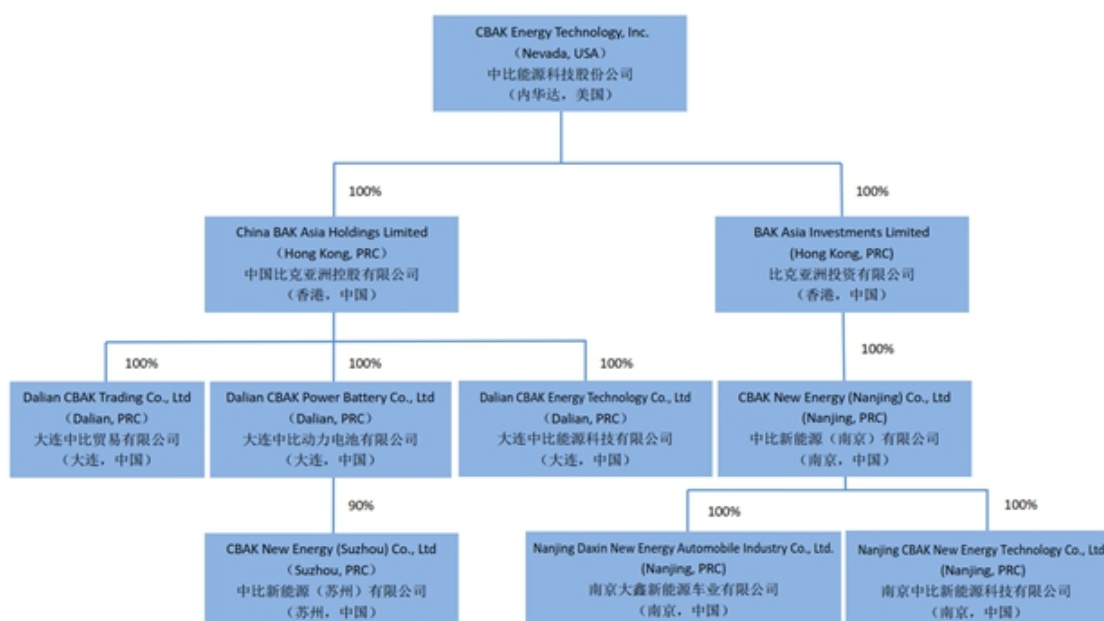 CBAK Energy Technology, Inc.
（Nevada, USA）
中比能源科技股份公司
（内华达，美国）
100%
100%
China BAK Asia Holdings Limited
（Hong Kong, PRC）
中国比克亚洲控股有限公司
（香港，中国）
BAK Asia Investments Limited
(Hong Kong, PRC)
比克亚洲投资有限公司
（香港，中国）
100%
100%
100%
100%
Dalian CBAK Trading Co., Ltd
（Dalian, PRC）
大连中比贸易有限公司
（大连，中国）
Dalian CBAK Power Battery Co., Ltd
（Dalian, PRC）
大连中比动力电池有限公司
（大连，中国）
Dalian CBAK Energy Technology Co., Ltd
（Dalian, PRC）
大连中比能源科技有限公司
（大连，中国）
CBAK New Energy (Nanjing) Co., Ltd
(Nanjing, PRC)
中比新能源（南京）有限公司
（南京，中国）
90%
100%
100%
CBAK New Energy (Suzhou) Co., Ltd
（Suzhou, PRC）
中比新能源（苏州）有限公司
（苏州，中国）
Nanjing Daxin New Energy Automobile Industry Co., Ltd.
(Nanjing, PRC)
南京大鑫新能源车业有限公司
（南京，中国）
Nanjing CBAK New Energy Technology Co., Ltd
(Nanjing, PRC)
南京中比新能源科技有限公司
（南京，中国）